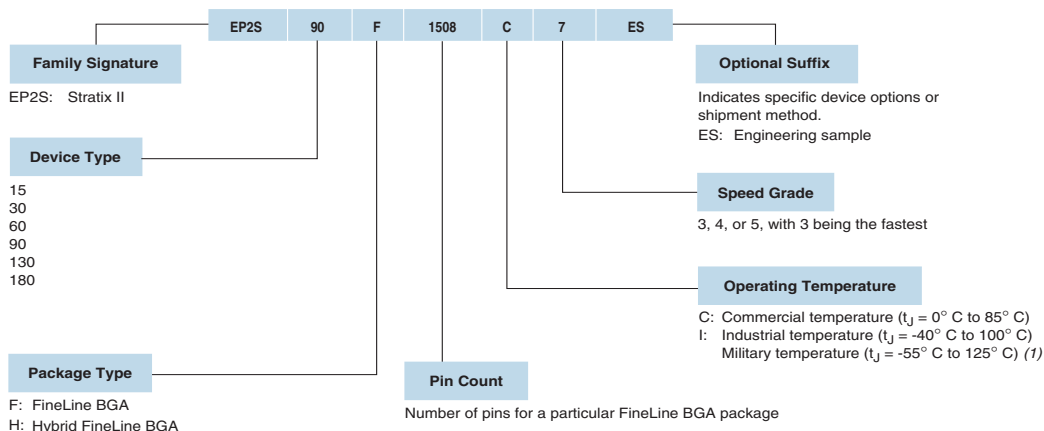 EP2S 90 F 1508 C 7 ES
Family Signature
EP2S: Stratix II
Optional Suffix
Indicates specific device options or
shipment method.
ES: Engineering sample
Device Type
15
30
60
90
130
180
Speed Grade
3, 4, or 5, with 3 being the fastest
Operating Temperature
C: Commercial temperature (tJ = 0° C to 85° C)
I: Industrial temperature (tJ = -40° C to 100° C)
Military temperature (tJ = -55° C to 125° C) (1)
Package Type
F: FineLine BGA
H: Hybrid FineLine BGA
Pin Count
Number of pins for a particular FineLine BGA package